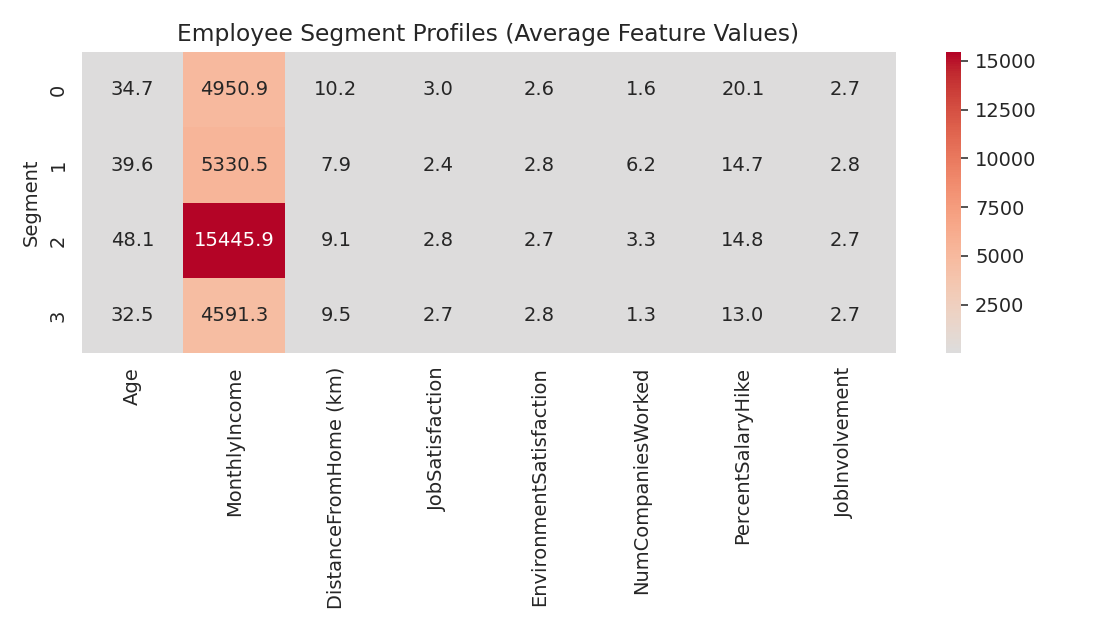 Employee Segment Profiles (Average Feature Values)
Segment
0 34.7 4950.9 10.2 3.0 2.6 1.6 20.1 2.7
1 39.6 5330.5 7.9 2.4 2.8 6.2 14.7 2.8
2 48.1 15445.9 9.1 2.8 2.7 3.3 14.8 2.7
3 32.5 4591.3 9.5 2.7 2.8 1.3 13.0 2.7
Age
MonthlyIncome
DistanceFromHome (km)
JobSatisfaction
EnvironmentSatisfaction
NumCompaniesWorked
PercentSalaryHike
JobInvolvement
15000
12500
10000
7500
5000
2500